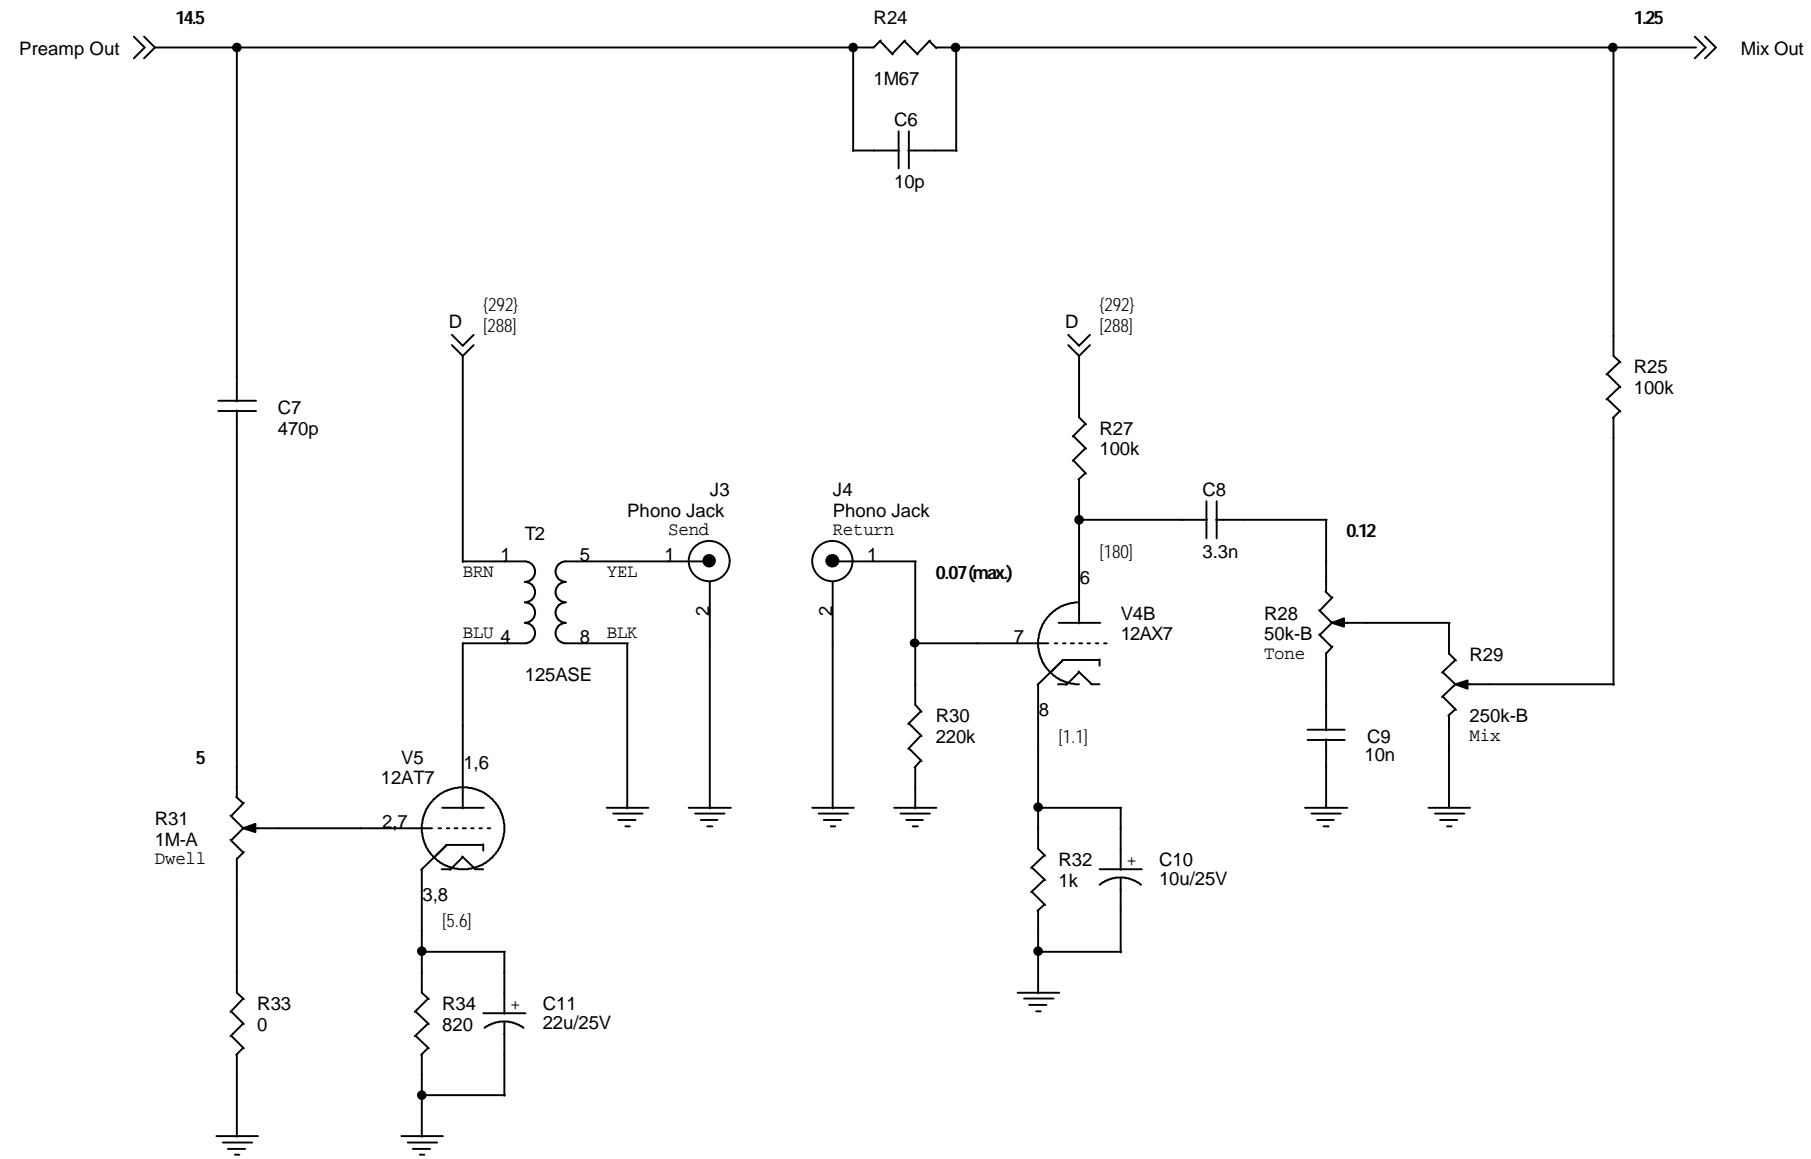 14.5
R24
1.25
Preamp Out
Mix Out
1M67
C6
10p
{292}
D
[288]
{292}
D
[288]
R25
100k
C7
470p
R27
100k
J3
Phono Jack
Send
J4
Phono Jack
Return
C8
3.3n
0.12
T2
1
BRN
5
YEL
1
1
0.07 (max.)
[180]
6
2
2
BLU
4
8
BLK
125ASE
7
V4B
12AX7
R28
50k-B
Tone
R29
250k-B
Mix
8
R30
220k
[1.1]
C9
10n
5
V5
12AT7
1,6
R31
1M-A
Dwell
2,7
3,8
[5.6]
R32
1k
+
C10
10u/25V
R33
0
R34
820
+
C11
22u/25V